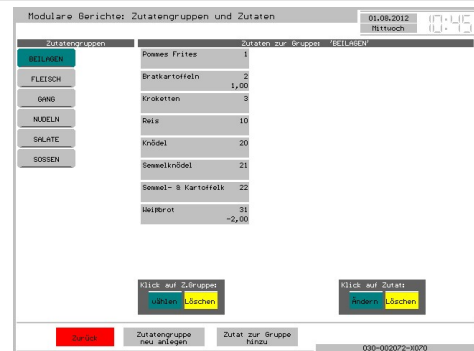 Modulare Gerichte: Zutatengruppen und Zutaten
01.08.2012
Mittwoch
Zutatengruppen
Zutaten zur Gruppe: 'BEILAGEN'
BEILAGEN
FLEISCH
GANG
NUDELN
SALATE
SOSSEN
Pommes Frites 1
Bratkartoffeln 2
1,00
Kroketten 3
Reis 10
Knödel 20
Semmelknödel 21
Semmel- & Kartoffelk 22
Weißbrot 31
-2,00
Klick auf Z.Gruppe:
wählen Löschen
Klick auf Zutat:
Ändern Löschen
Zurück
Zutatengruppe
neu anlegen
Zutat zur Gruppe
hinzu
030-002072-X070